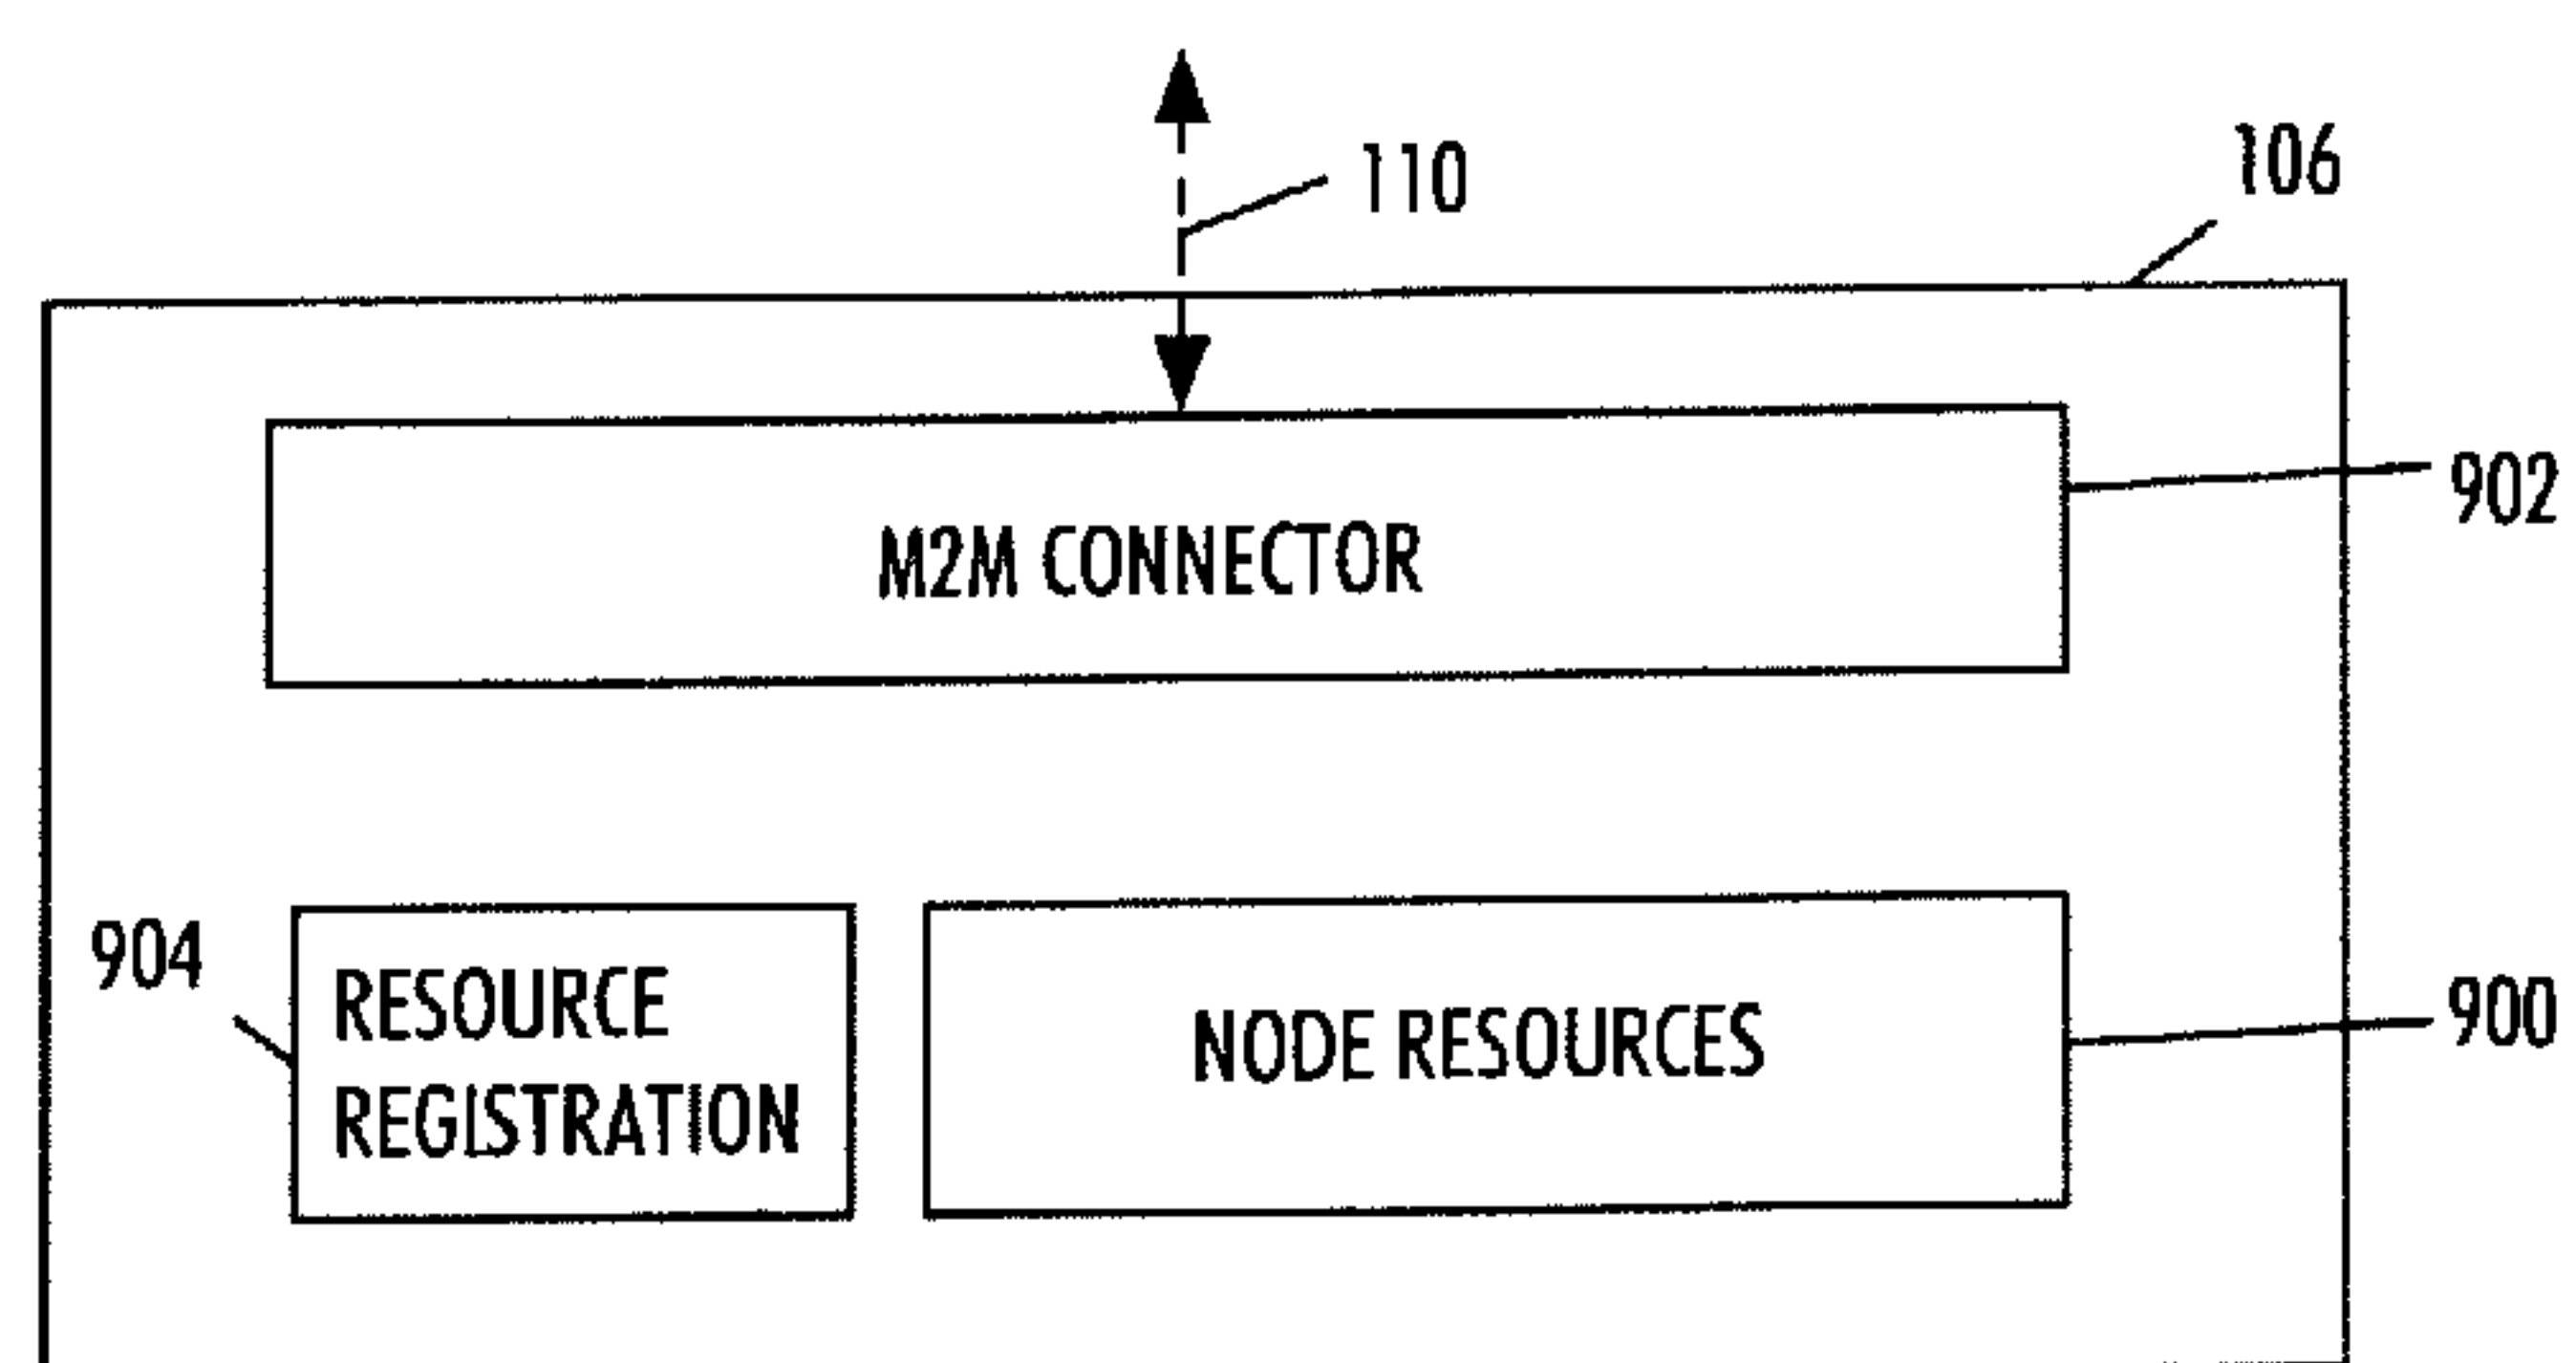 110
106
M2M CONNECTOR
902
904
RESOURCE
REGISTRATION
NODE RESOURCES
900